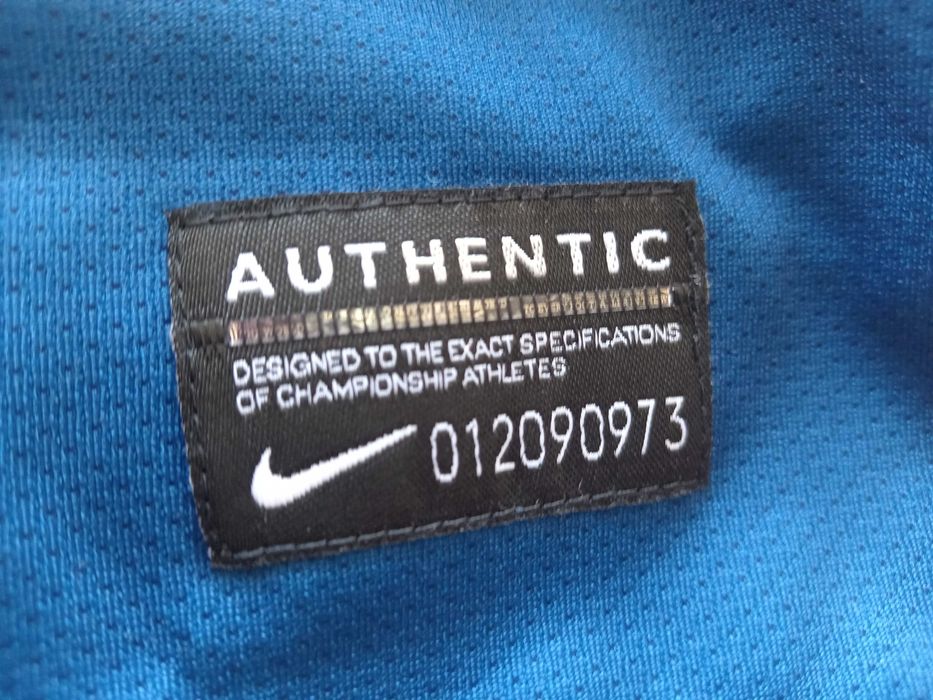 AUTHENTIC
DESIGNED TO THE EXACT SPECIFICATIONS
OF CHAMPIONSHIP ATHLETES
012090973